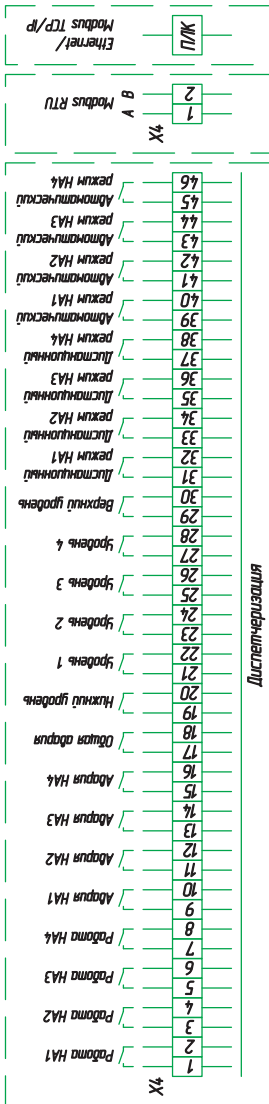 X4
Работа НА1
1
2
Работа НА2
3
4
Работа НА3
5
6
Работа НА4
7
8
Авария НА1
9
10
Авария НА2
11
12
Авария НА3
13
14
Авария НА4
15
16
Общая авария
17
18
Нижний уровень
19
20
Уровень 1
21
22
Уровень 2
23
24
Уровень 3
25
26
Уровень 4
27
28
Верхний уровень
29
30
Дистанционный
режим НА1
31
32
Дистанционный
режим НА2
33
34
Дистанционный
режим НА3
35
36
Дистанционный
режим НА4
37
38
Автоматический
режим НА1
39
40
Автоматический
режим НА2
41
42
Автоматический
режим НА3
43
44
Автоматический
режим НА4
45
46
Диспетчеризация
X4
Modbus RTU
A
B
1
2
Ethernet/
Modbus TCP/IP
ПЛК